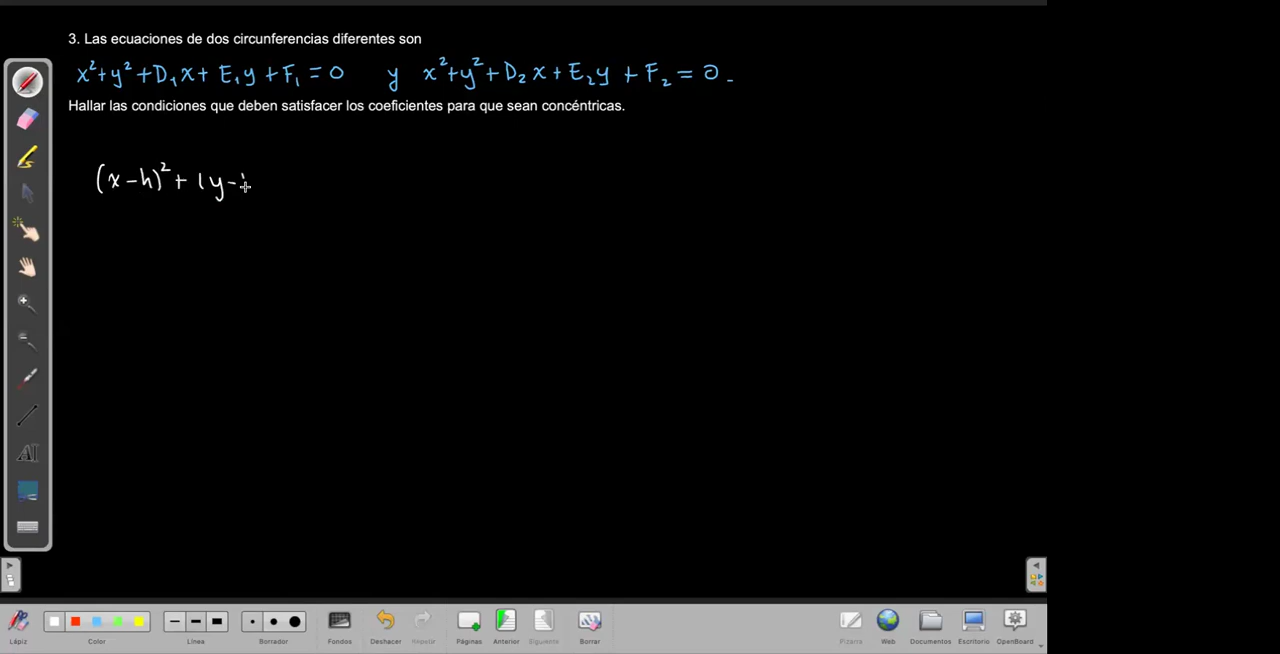 3. Las ecuaciones de dos circunferencias diferentes son
x²+y²+D₁x+E₁y+F₁=0 y x²+y²+D₂x+E₂y+F₂=0.
Hallar las condiciones que deben satisfacer los coeficientes para que sean concéntricas.
(x-h)²+(y-
Lápiz Color Línea Borrador Fondos Deshacer Repetir Páginas Anterior Siguiente Borrar Pizarra Web Documentos Escritorio OpenBoard